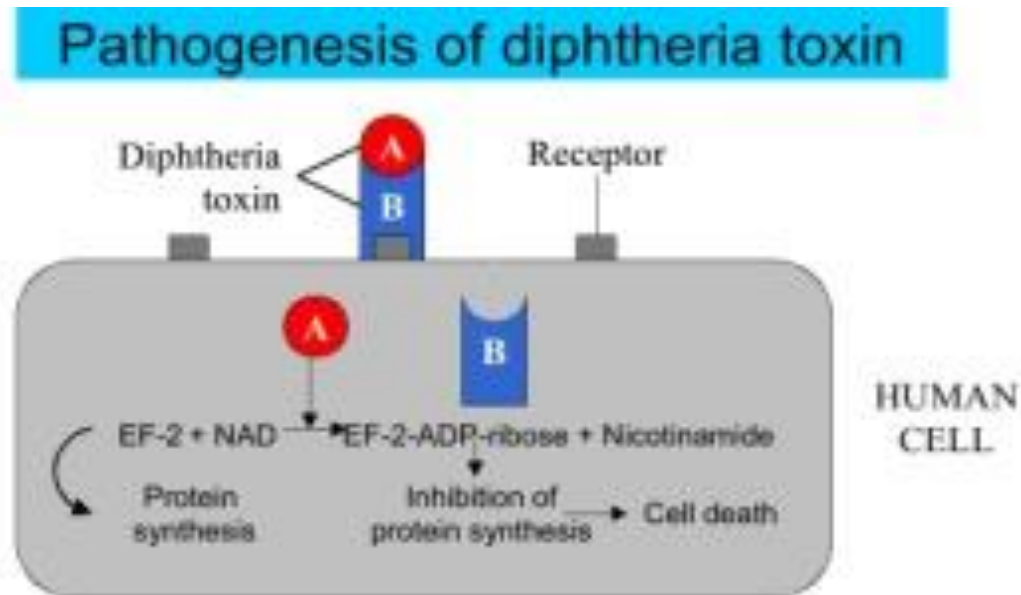 Pathogenesis of diphtheria toxin
Diphtheria
toxin
A
B
Receptor
A
B
HUMAN
CELL
EF-2 + NAD
EF-2-ADP-ribose + Nicotinamide
Protein
synthesis
Inhibition of
protein synthesis
Cell death